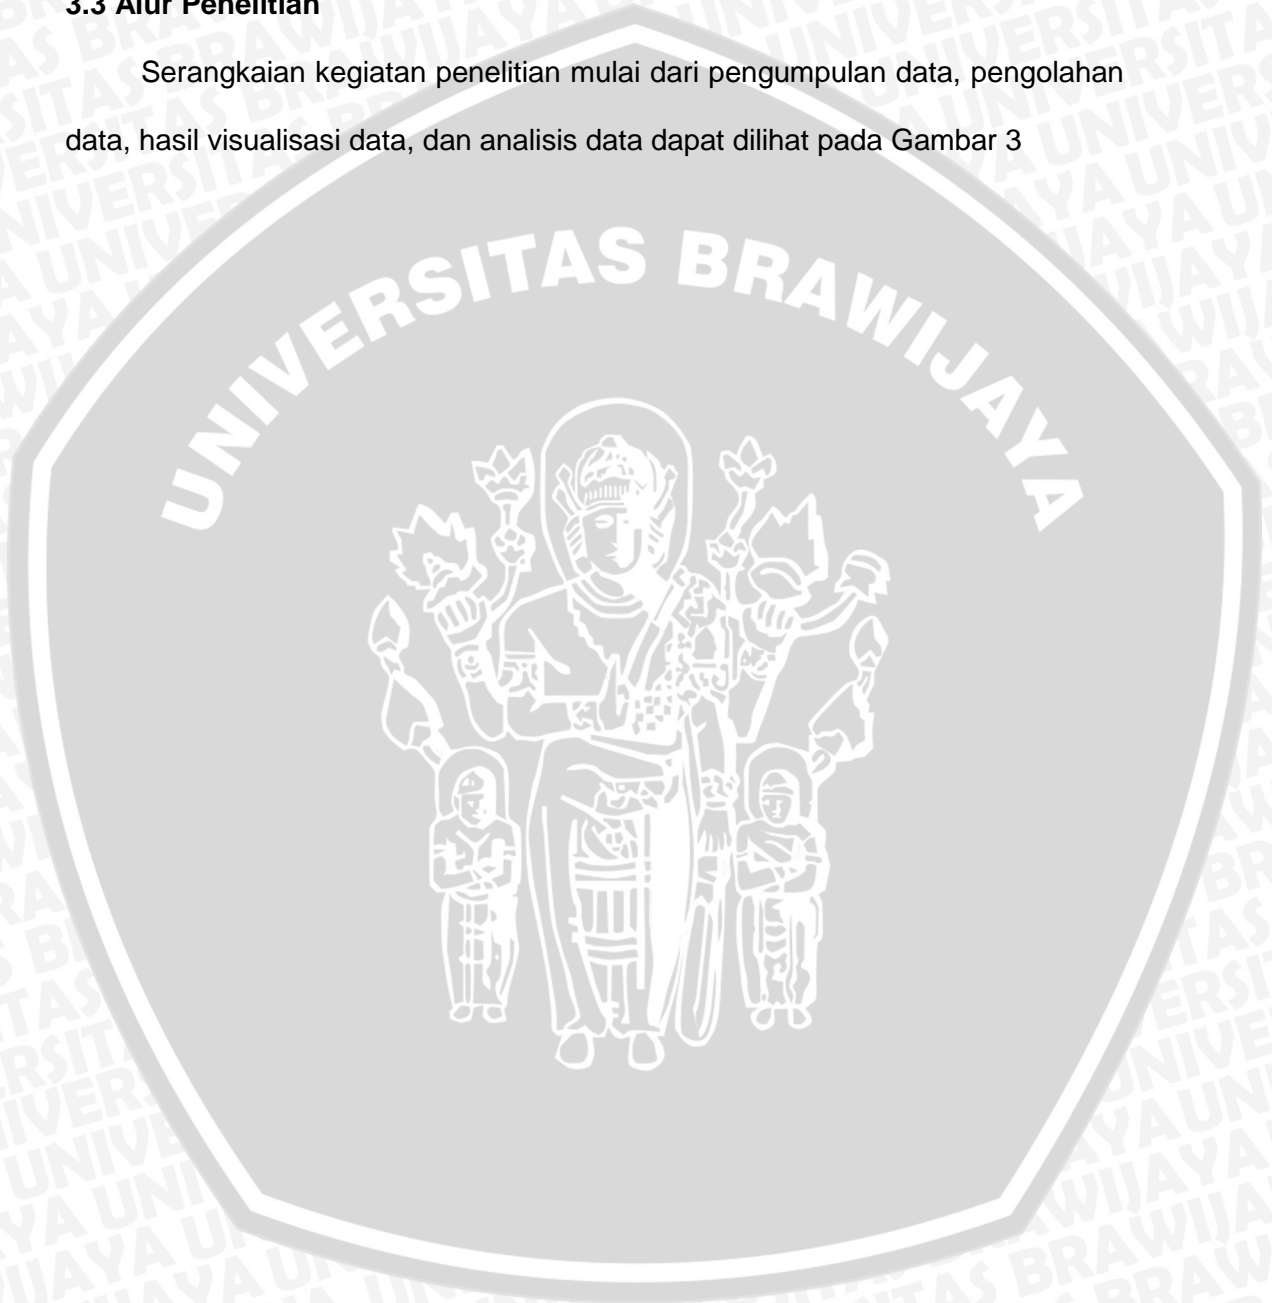 3.3 Alur Penelitian
Serangkaian kegiatan penelitian mulai dari pengumpulan data, pengolahan
data, hasil visualisasi data, dan analisis data dapat dilihat pada Gambar 3
UNIVERSITAS BRAWIJAYA